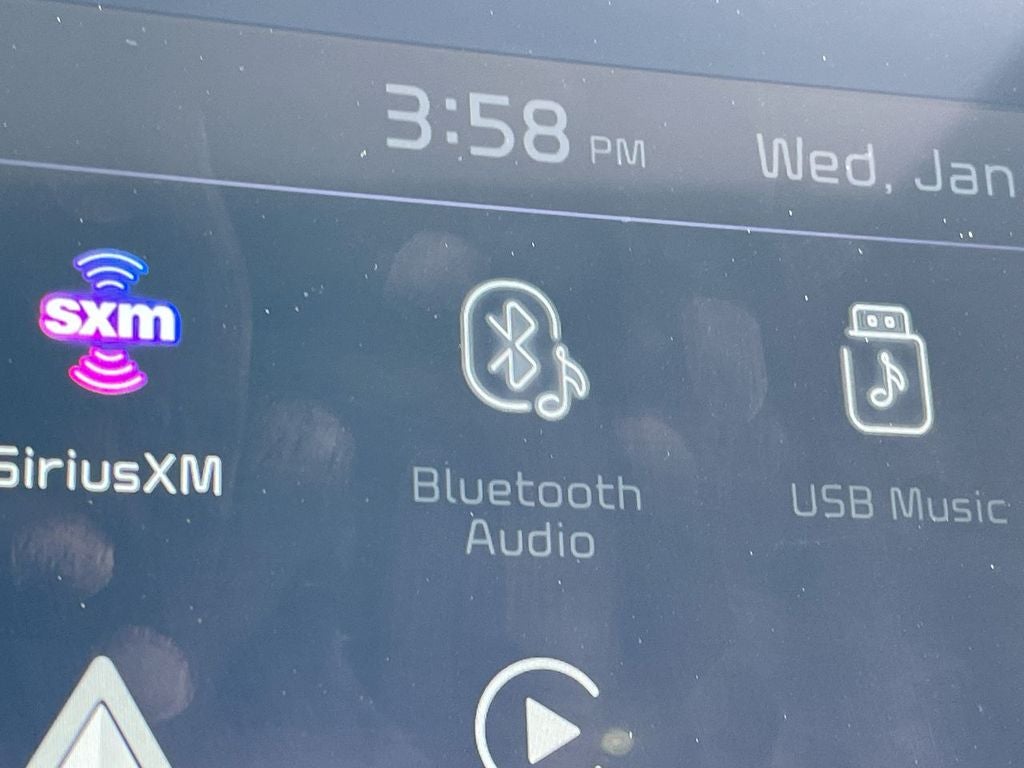 3:58 PM
Wed, Jan
sxm
SiriusXM
Bluetooth
Audio
USB Music